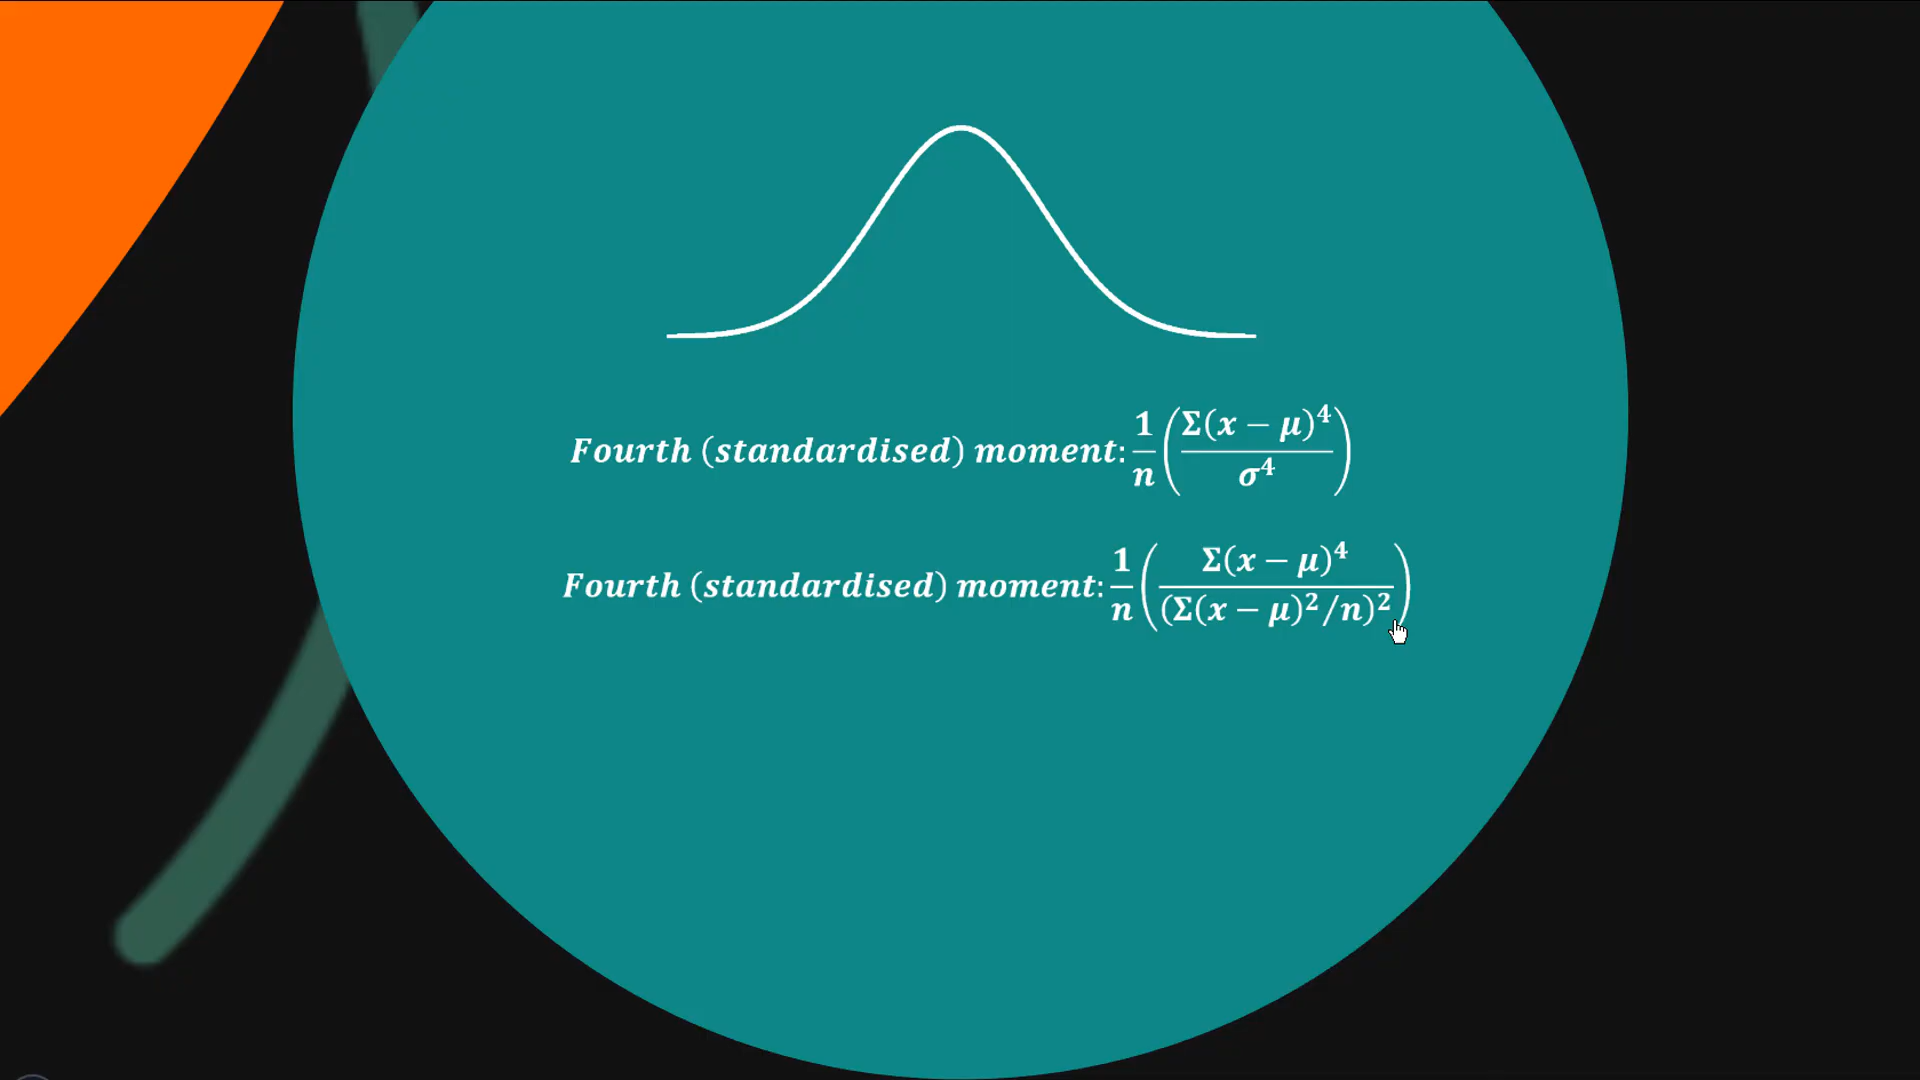 Fourth (standardised) moment: 1/n (Σ(x − μ)⁴/σ⁴)
Fourth (standardised) moment: 1/n (Σ(x − μ)⁴/(Σ(x − μ)²/n)²)